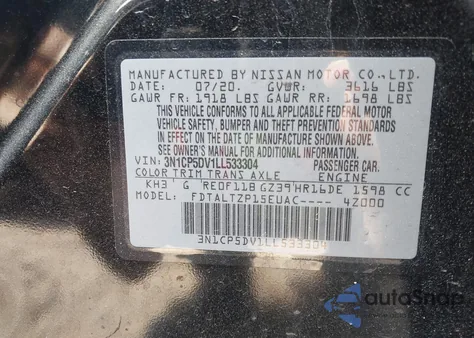 MANUFACTURED BY NISSAN MOTOR CO.,LTD.
DATE: 07/20. GVWR: 3616 LBS
GAWR FR: 1918 LBS GAWR RR: 1698 LBS
THIS VEHICLE CONFORMS TO ALL APPLICABLE FEDERAL MOTOR
VEHICLE SAFETY, BUMPER AND THEFT PREVENTION STANDARDS
IN EFFECT ON THE DATE OF MANUFACTURE SHOWN ABOVE.
SEE OWNER'S MANUAL FOR ADDITIONAL INFORMATION.
VIN: 3N1CP5DV1LL533304 PASSENGER CAR.
COLOR TRIM TRANS AXLE ENGINE
KH3 G RE0F11B GZ39 HR16DE 1598 CC
FDTALTZP15EUAC---- 4Z000
3N1CP5DV1LL533304
autoSnap